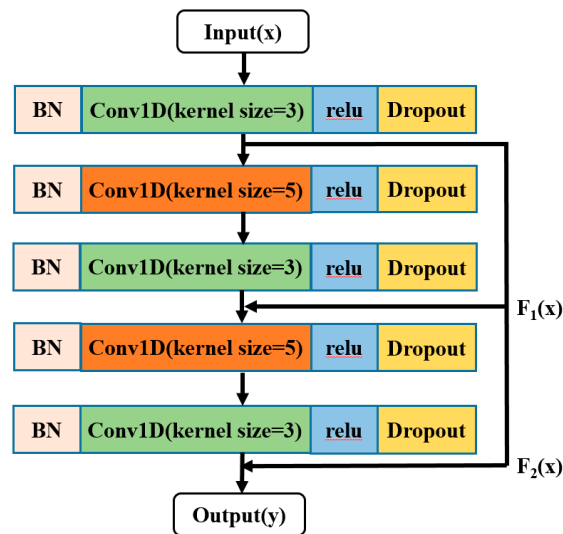 Input(x)
BN Conv1D(kernel size=3) relu Dropout
BN Conv1D(kernel size=5) relu Dropout
BN Conv1D(kernel size=3) relu Dropout
F1(x)
BN Conv1D(kernel size=5) relu Dropout
BN Conv1D(kernel size=3) relu Dropout
F2(x)
Output(y)